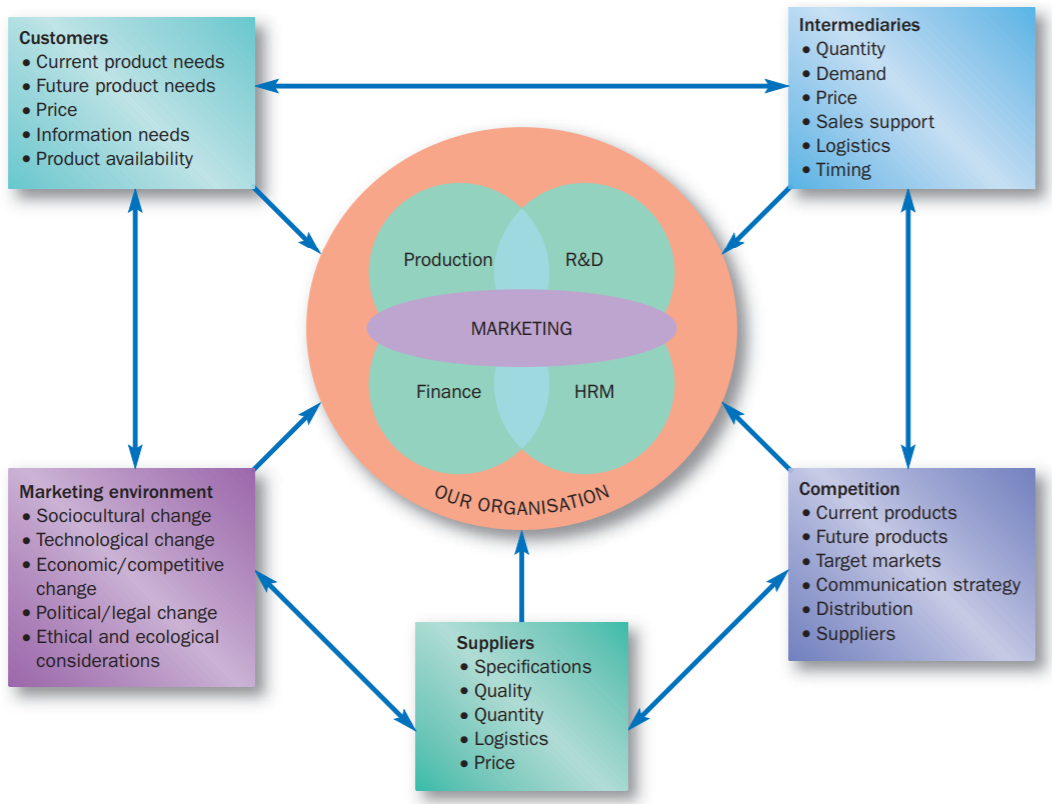 Customers
• Current product needs
• Future product needs
• Price
• Information needs
• Product availability
Intermediaries
• Quantity
• Demand
• Price
• Sales support
• Logistics
• Timing
Production
R&D
MARKETING
Finance
HRM
OUR ORGANISATION
Marketing environment
• Sociocultural change
• Technological change
• Economic/competitive
change
• Political/legal change
• Ethical and ecological
considerations
Competition
• Current products
• Future products
• Target markets
• Communication strategy
• Distribution
• Suppliers
Suppliers
• Specifications
• Quality
• Quantity
• Logistics
• Price